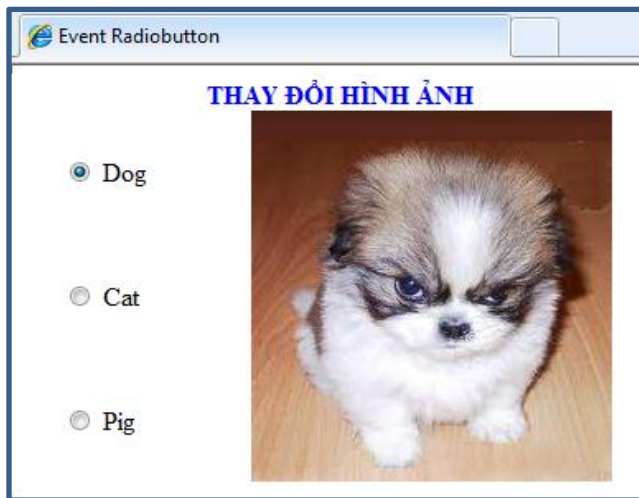 Event Radiobutton
THAY ĐỔI HÌNH ẢNH
Dog
Cat
Pig